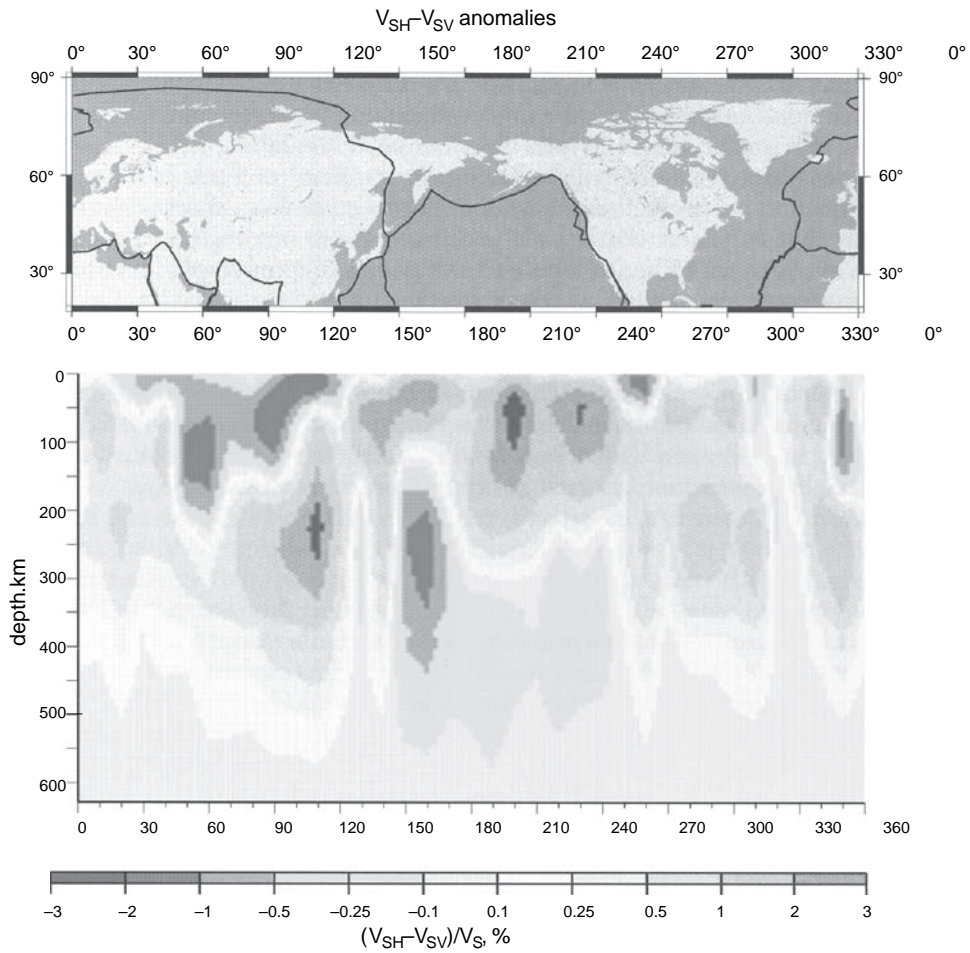 V_SH–V_SV anomalies
0° 30° 60° 90° 120° 150° 180° 210° 240° 270° 300° 330° 0°
90° 90°
60° 60°
30° 30°
0° 30° 60° 90° 120° 150° 180° 210° 240° 270° 300° 330° 0°
0
100
200
300
400
500
600
depth.km
0 30 60 90 120 150 180 210 240 270 300 330 360
–3 –2 –1 –0.5 –0.25 –0.1 0.1 0.25 0.5 1 2 3
(V_SH–V_SV)/V_S, %